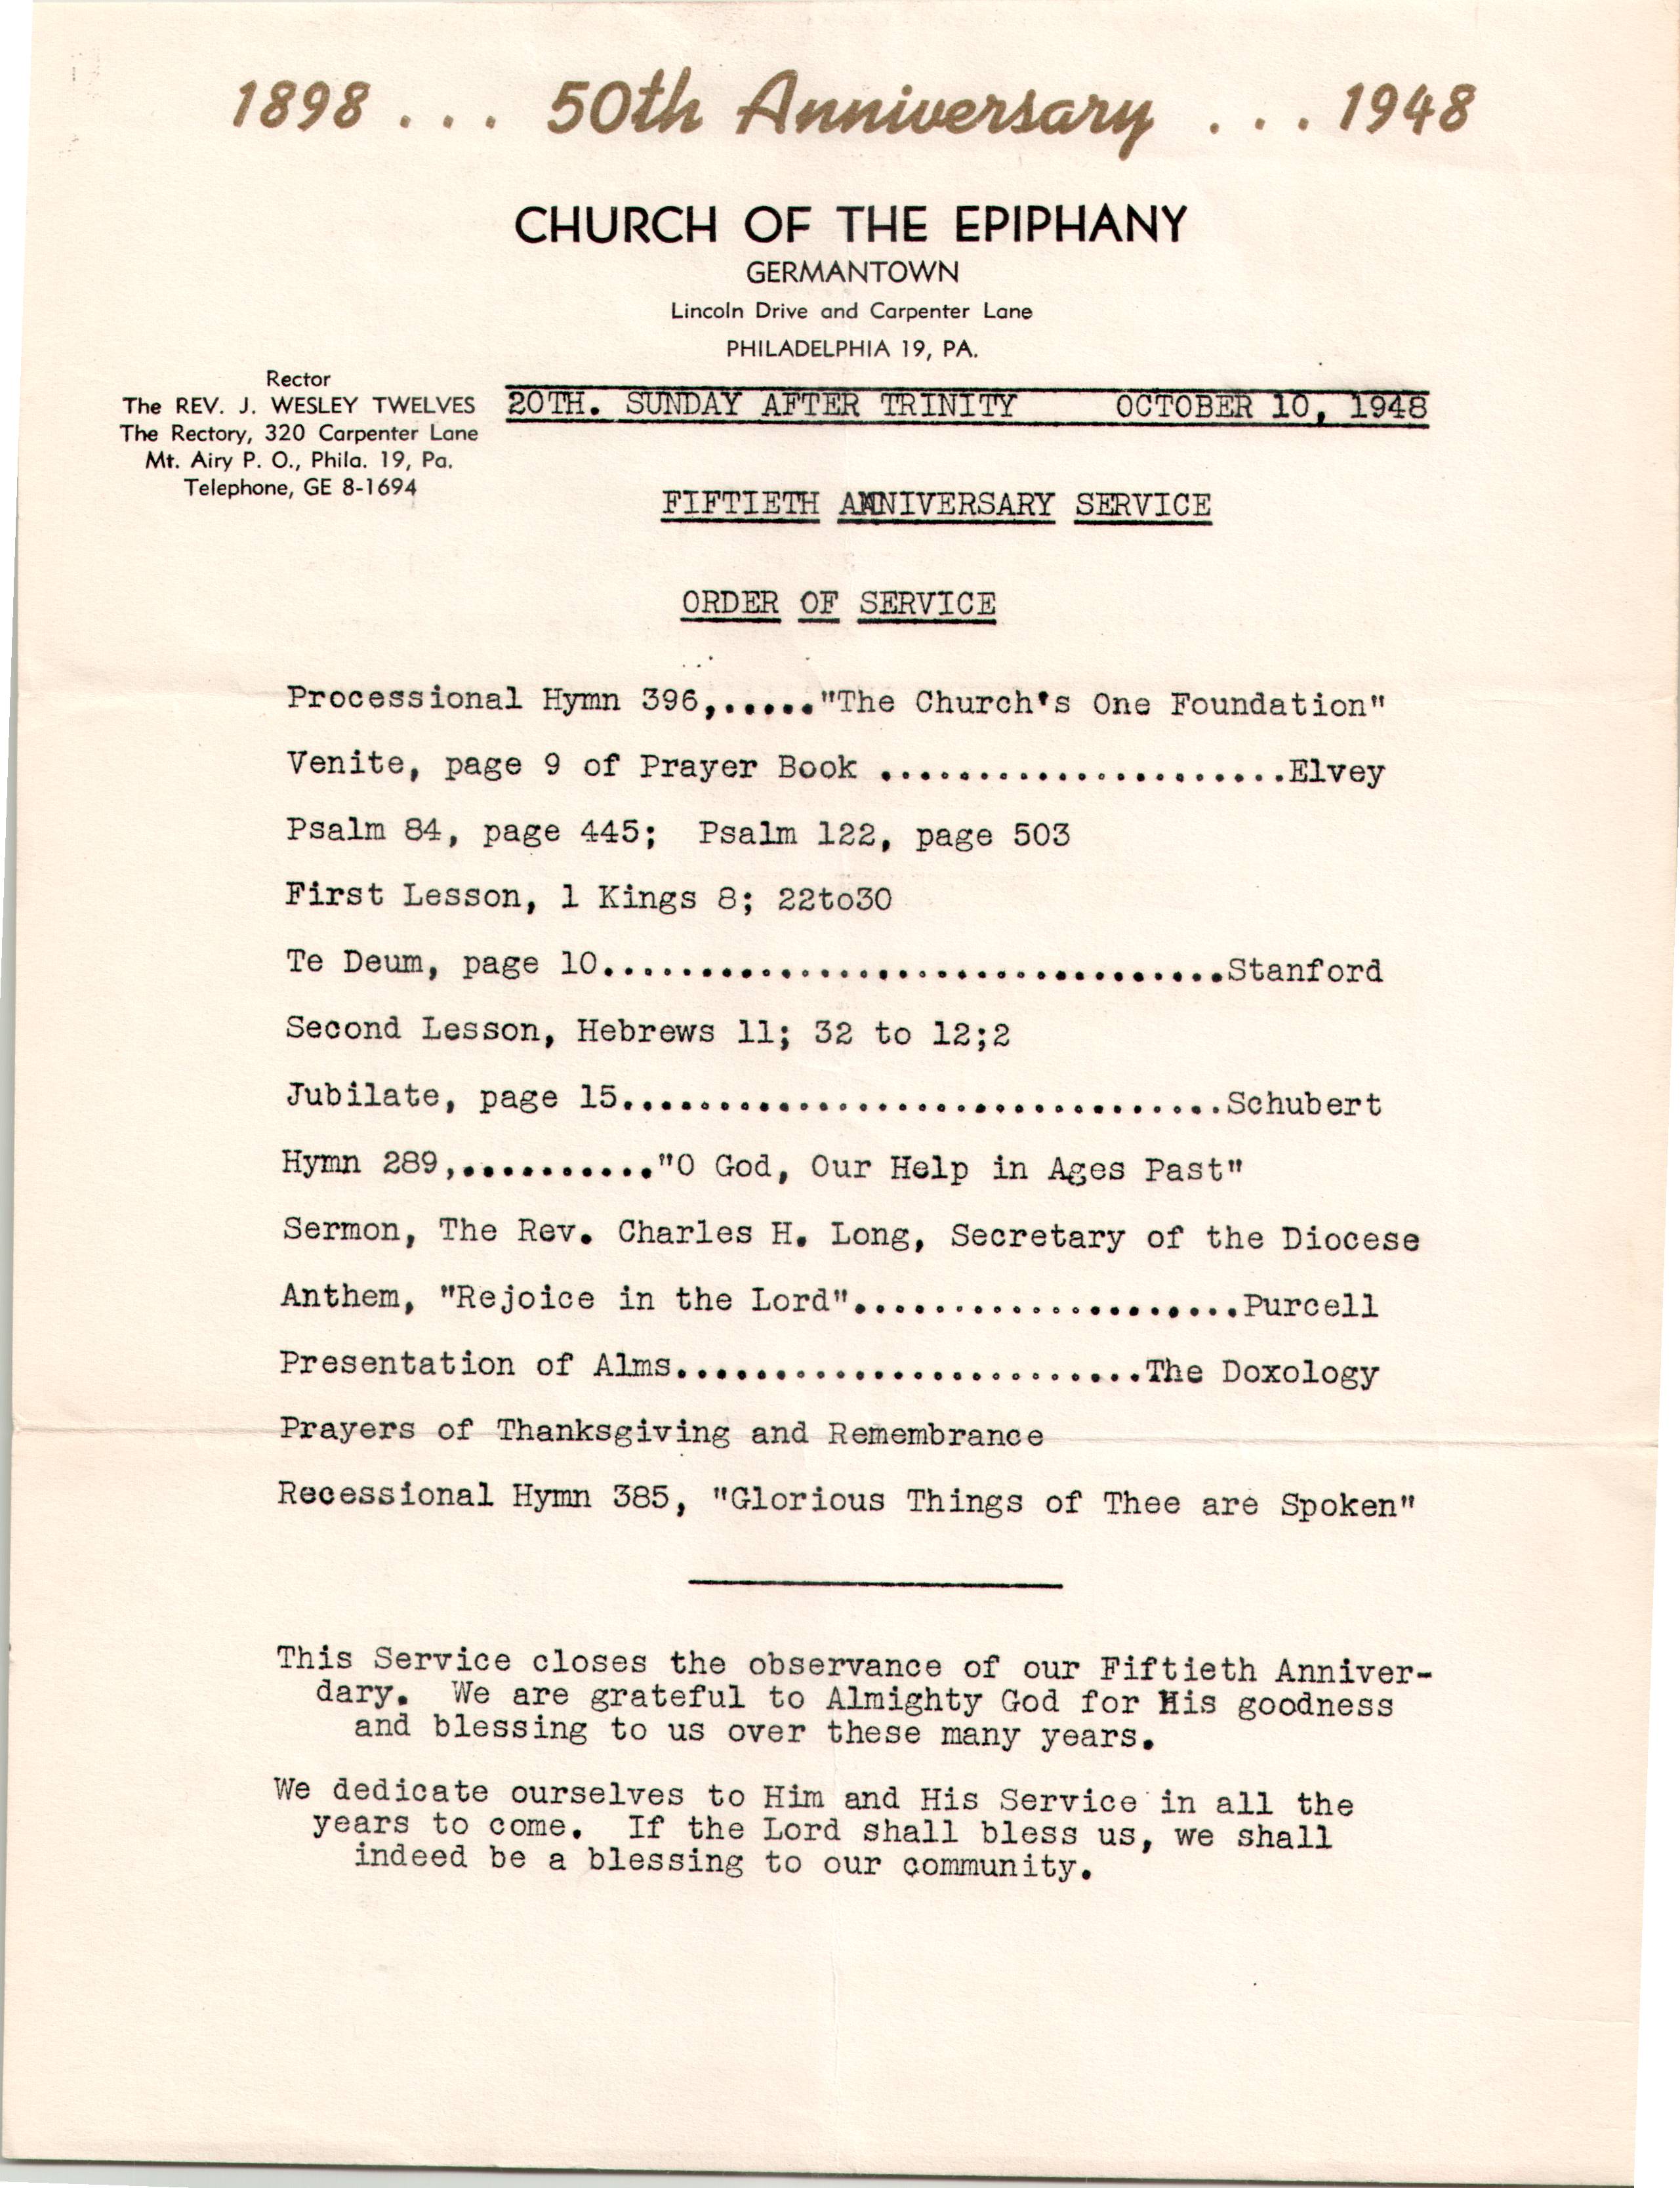 1898 ... 50th Anniversary ... 1948
CHURCH OF THE EPIPHANY
GERMANTOWN
Lincoln Drive and Carpenter Lane
PHILADELPHIA 19, PA.
Rector
The REV. J. WESLEY TWELVES
The Rectory, 320 Carpenter Lane
Mt. Airy P. O., Phila. 19, Pa.
Telephone, GE 8-1694
20TH. SUNDAY AFTER TRINITY OCTOBER 10, 1948
FIFTIETH ANNIVERSARY SERVICE
ORDER OF SERVICE
Processional Hymn 396,....."The Church's One Foundation"
Venite, page 9 of Prayer Book .....................Elvey
Psalm 84, page 445; Psalm 122, page 503
First Lesson, 1 Kings 8; 22to30
Te Deum, page 10................................Stanford
Second Lesson, Hebrews 11; 32 to 12;2
Jubilate, page 15...............................Schubert
Hymn 289,.........."O God, Our Help in Ages Past"
Sermon, The Rev. Charles H. Long, Secretary of the Diocese
Anthem, "Rejoice in the Lord"....................Purcell
Presentation of Alms........................The Doxology
Prayers of Thanksgiving and Remembrance
Recessional Hymn 385, "Glorious Things of Thee are Spoken"
This Service closes the observance of our Fiftieth Anniver-
dary. We are grateful to Almighty God for His goodness
and blessing to us over these many years.
We dedicate ourselves to Him and His Service in all the
years to come. If the Lord shall bless us, we shall
indeed be a blessing to our community.